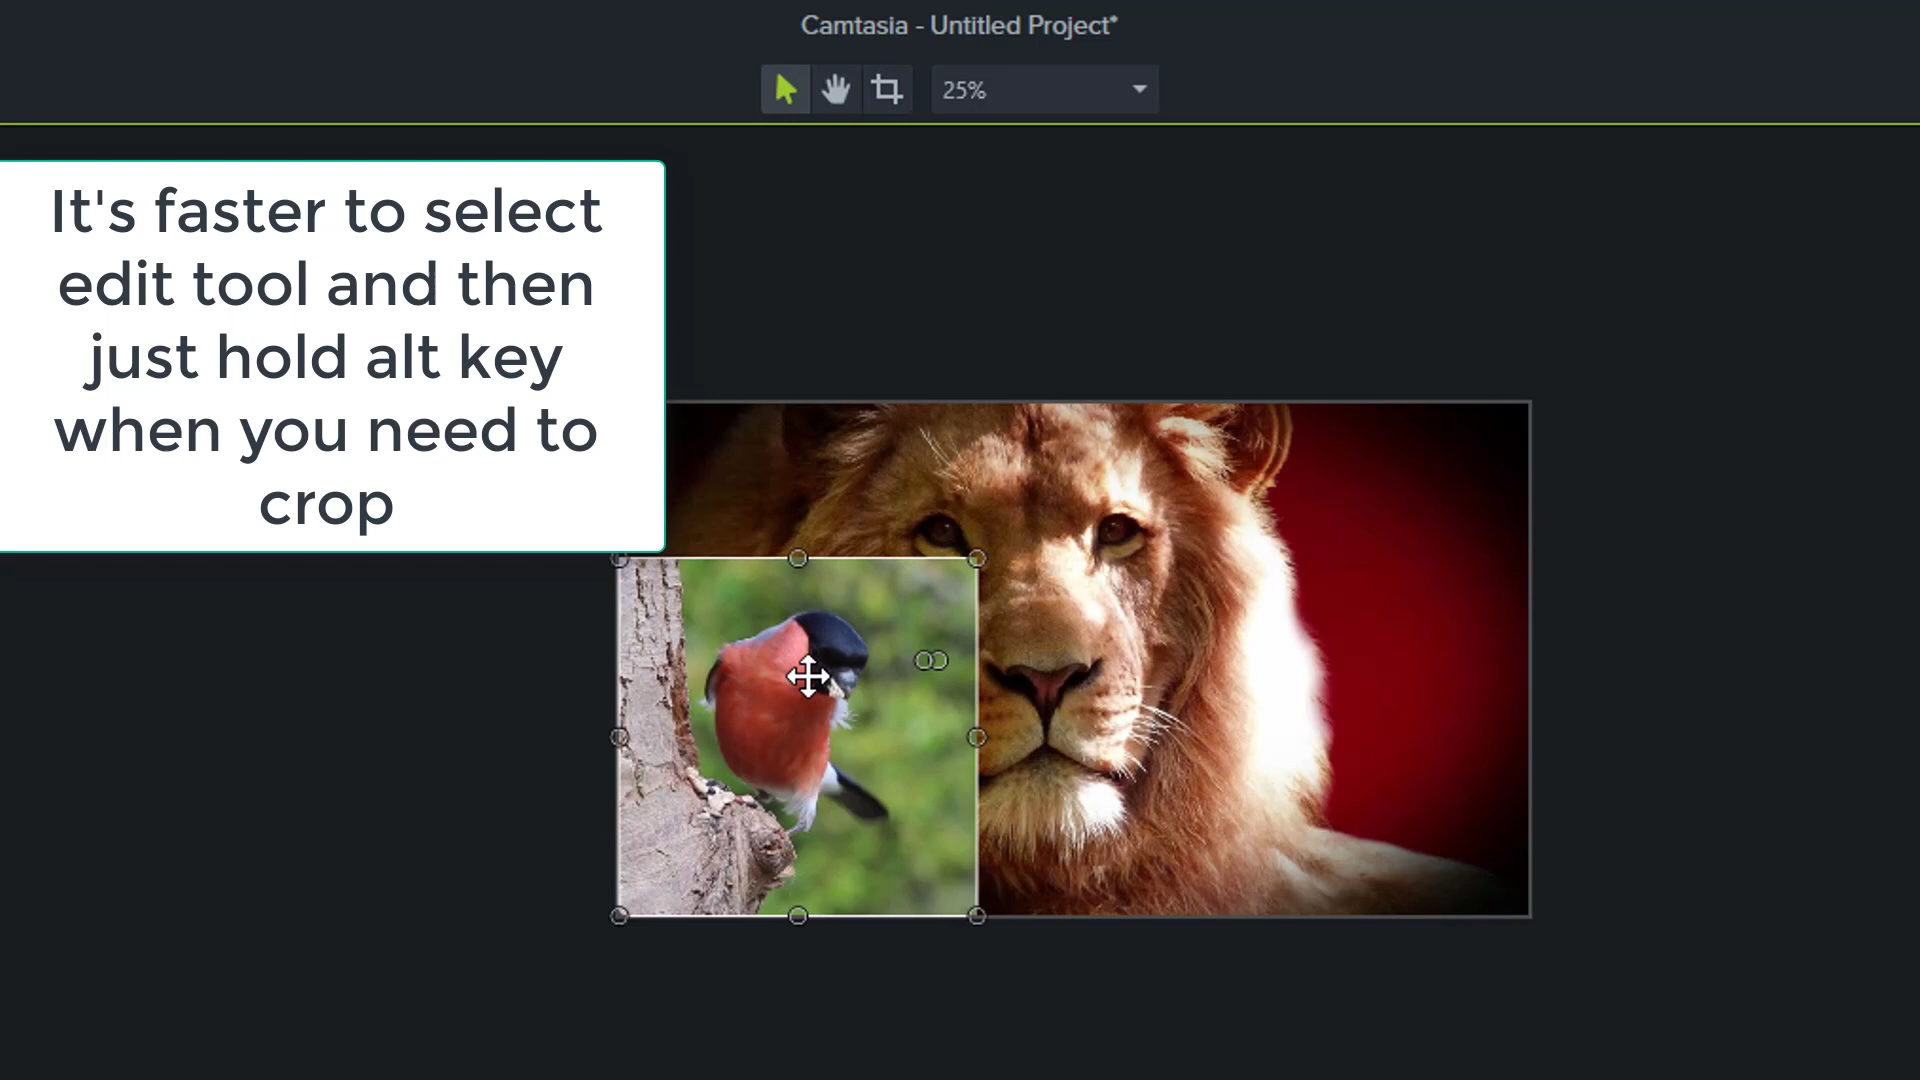 Camtasia - Untitled Project*
25%
It's faster to select
edit tool and then
just hold alt key
when you need to
crop